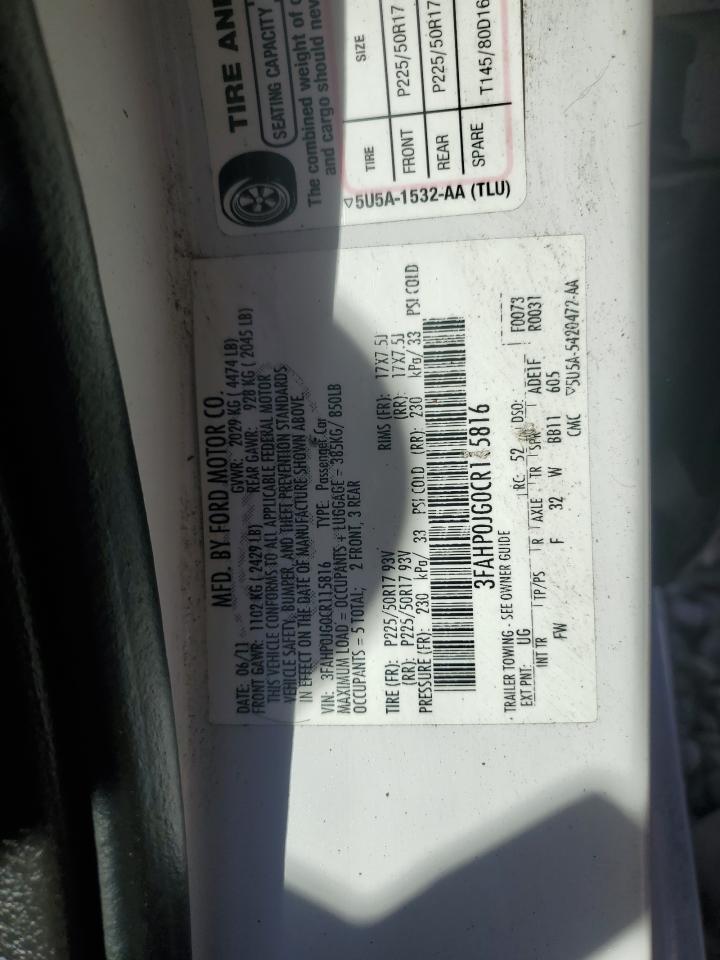 TIRE AND
SEATING CAPACITY
The combined weight of
and cargo should never
TIRE SIZE
FRONT P225/50R17
REAR P225/50R17
SPARE T145/80D16
▽5U5A-1532-AA (TLU)
MFD. BY FORD MOTOR CO.
DATE: 06/11 GVWR: 2029 KG ( 4474 LB)
FRONT GAWR: 1102 KG ( 2429 LB) REAR GAWR: 928 KG ( 2045 LB)
THIS VEHICLE CONFORMS TO ALL APPLICABLE FEDERAL MOTOR
VEHICLE SAFETY, BUMPER, AND THEFT PREVENTION STANDARDS
IN EFFECT ON THE DATE OF MANUFACTURE SHOWN ABOVE.
VIN: 3FAHP0JG0CR115816 TYPE: Passenger Car
MAXIMUM LOAD = OCCUPANTS + LUGGAGE = 385KG/ 850LB
OCCUPANTS = 5 TOTAL; 2 FRONT, 3 REAR
TIRE (FR): P225/50R17 93V RIMS (FR): 17X7.5J
(RR): P225/50R17 93V (RR): 17X7.5J
PRESSURE (FR): 230 kPa/ 33 PSI COLD (RR): 230 kPa/ 33 PSI COLD
3FAHP0JG0CR115816
· TRAILER TOWING - SEE OWNER GUIDE
EXT PNT: UG RC: 52 DSO: F0073
R0031
INT TR TP/PS R AXLE TR SPR ADE1F
FW F 32 W BB11 605
CMC ▽5U5A-5420472-AA